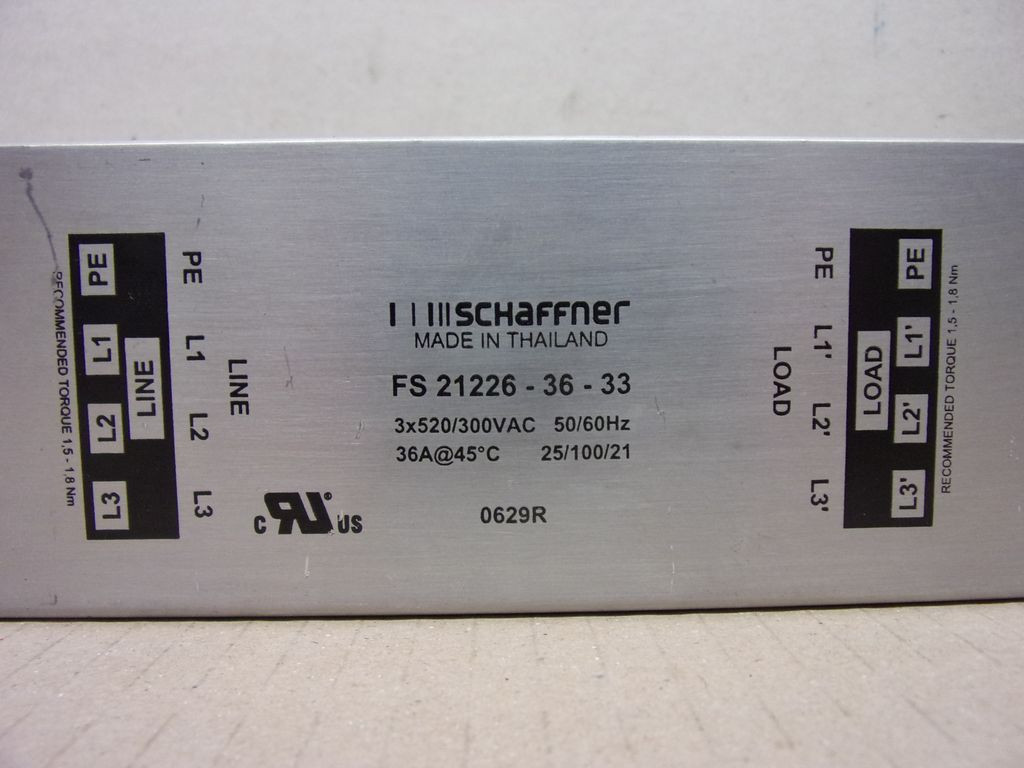 RECOMMENDED TORQUE 1,5 - 1,8 Nm
PE
L1
L2
L3
LINE
PE
L1
L2
L3
LINE
SCHAFFNER
MADE IN THAILAND
FS 21226 - 36 - 33
3x520/300VAC 50/60Hz
36A@45°C 25/100/21
0629R
c RU ® US
LOAD
PE
L1'
L2'
L3'
LOAD
PE
L1'
L2'
L3'
RECOMMENDED TORQUE 1,5 - 1,8 Nm